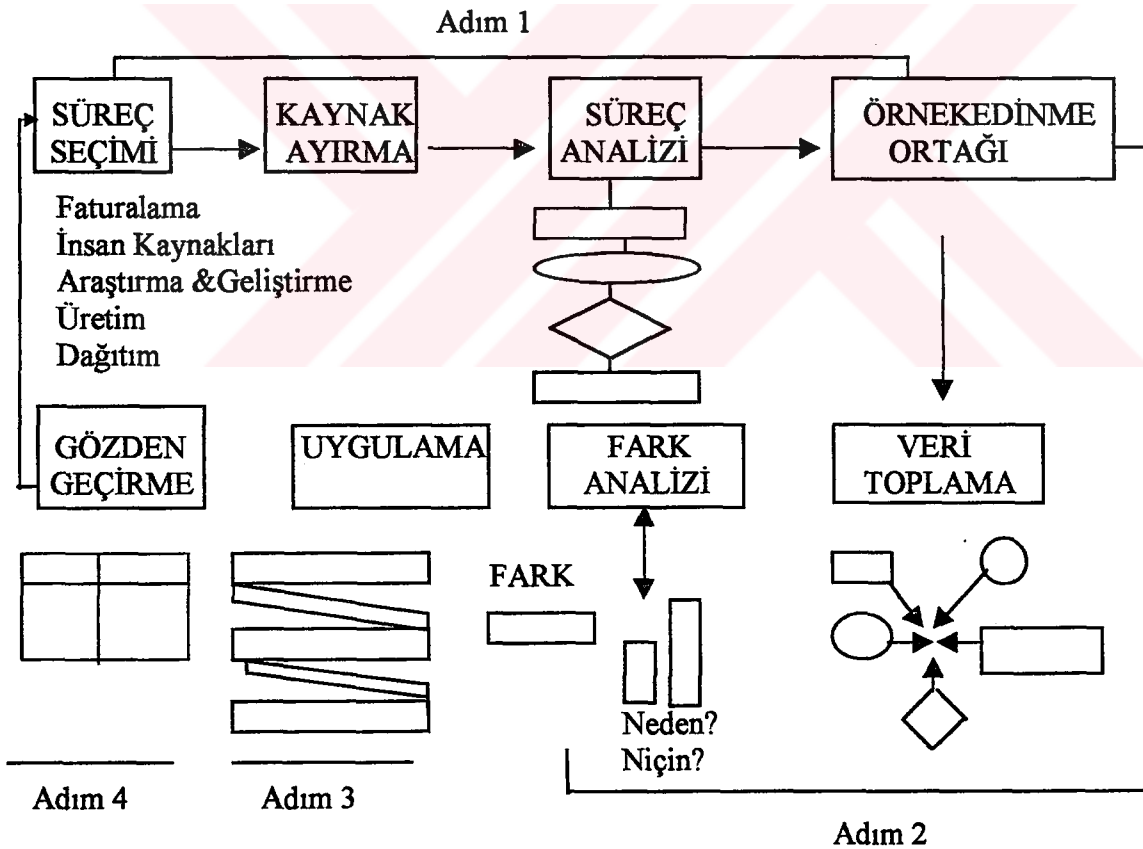 Adım 1
SÜREÇ
SEÇİMİ
KAYNAK
AYIRMA
SÜREÇ
ANALİZİ
ÖRNEKEDİNME
ORTAĞI
Faturalama
İnsan Kaynakları
Araştırma &Geliştirme
Üretim
Dağıtım
GÖZDEN
GEÇİRME
UYGULAMA
FARK
ANALİZİ
VERİ
TOPLAMA
FARK
Neden?
Niçin?
Adım 4
Adım 3
Adım 2